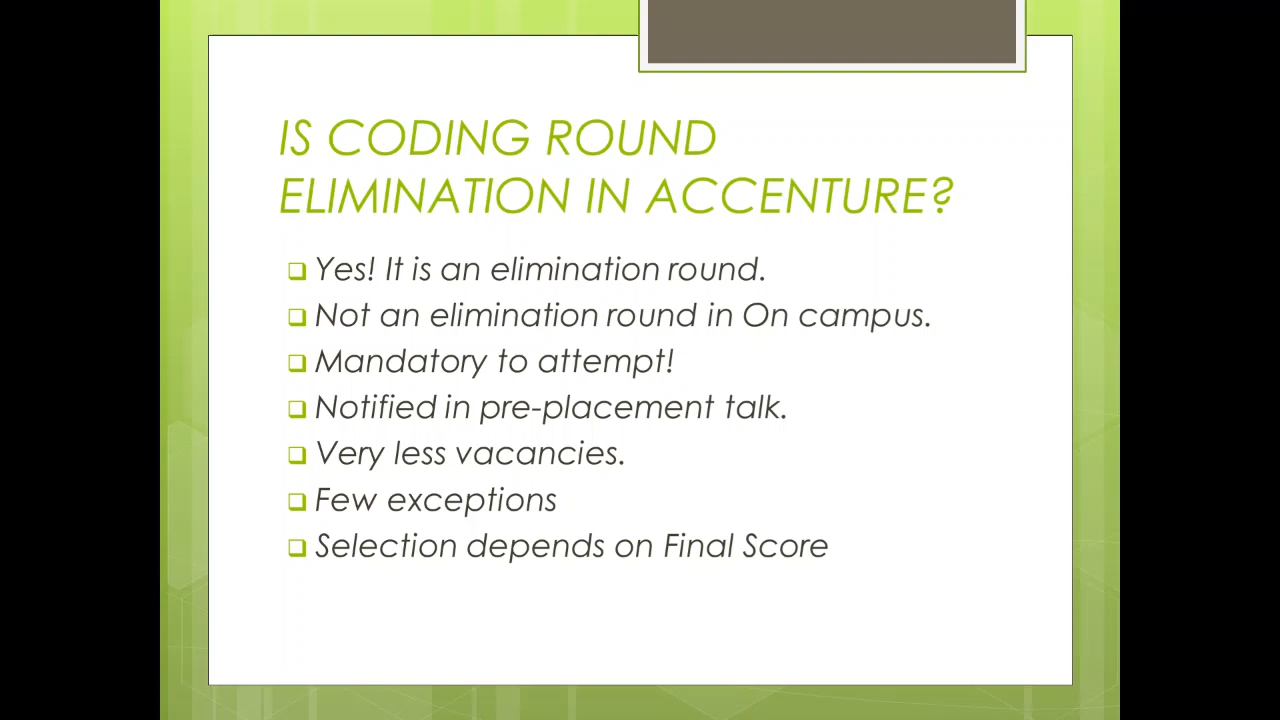 IS CODING ROUND
ELIMINATION IN ACCENTURE?
Yes! It is an elimination round.
Not an elimination round in On campus.
Mandatory to attempt!
Notified in pre-placement talk.
Very less vacancies.
Few exceptions
Selection depends on Final Score